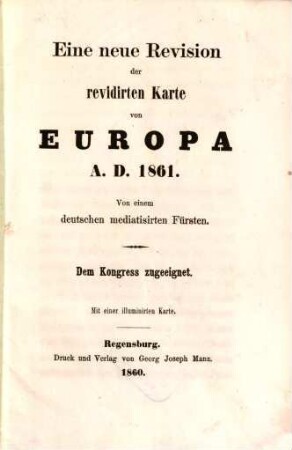 Eine neue Revision
der
revidirten Karte
von
EUROPA
A. D. 1861.
Von einem
deutschen mediatisirten Fürsten.
Dem Kongress zugeeignet.
Mit einer illuminirten Karte.
Regensburg.
Druck und Verlag von Georg Joseph Manz.
1860.